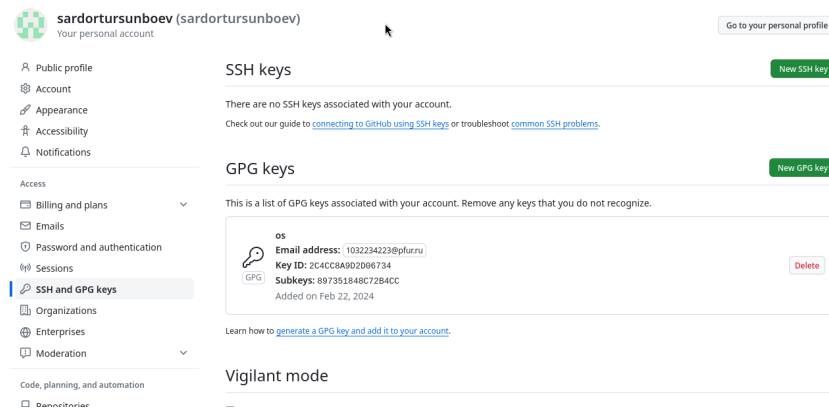 sardortursunboev (sardortursunboev)
Your personal account
Go to your personal profile
Public profile
Account
Appearance
Accessibility
Notifications
Access
Billing and plans
Emails
Password and authentication
Sessions
SSH and GPG keys
Organizations
Enterprises
Moderation
Code, planning, and automation
Repositories
SSH keys
New SSH key
There are no SSH keys associated with your account.
Check out our guide to connecting to GitHub using SSH keys or troubleshoot common SSH problems.
GPG keys
New GPG key
This is a list of GPG keys associated with your account. Remove any keys that you do not recognize.
GPG
os
Email address: 1032234223@pfur.ru
Key ID: 2C4CC8A9D2D06734
Subkeys: 897351848C72B4CC
Added on Feb 22, 2024
Delete
Learn how to generate a GPG key and add it to your account.
Vigilant mode